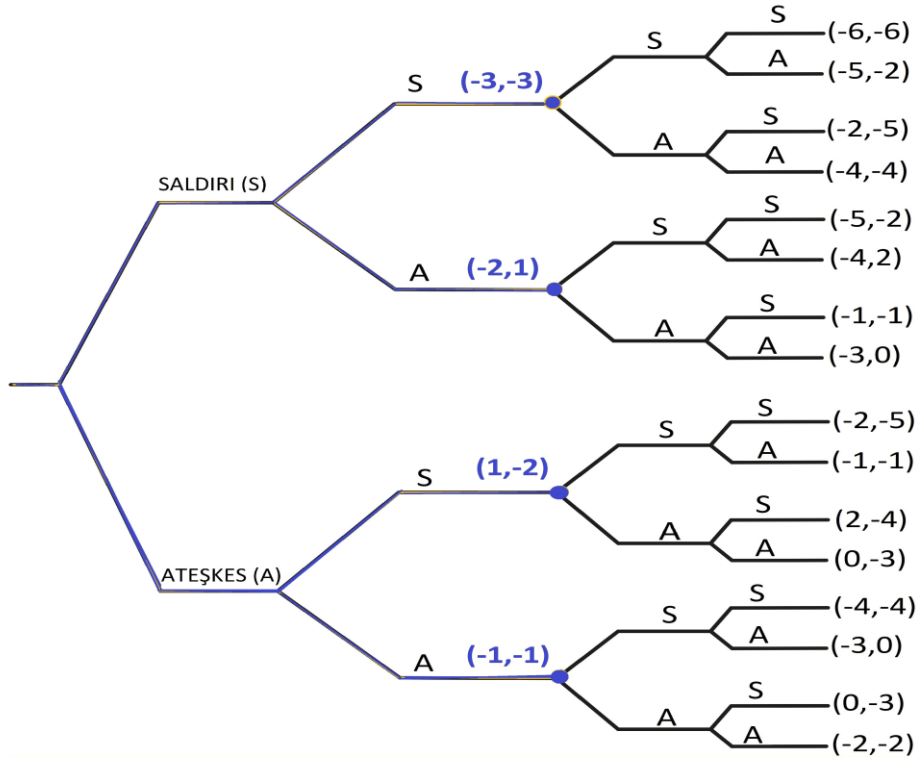 S
(-6,-6)
S
A
(-5,-2)
S
(-3,-3)
S
(-2,-5)
A
A
(-4,-4)
SALDIRI (S)
S
(-5,-2)
S
A
(-4,2)
A
(-2,1)
S
(-1,-1)
A
A
(-3,0)
S
(-2,-5)
S
A
(-1,-1)
S
(1,-2)
S
(2,-4)
A
A
(0,-3)
ATEŞKES (A)
S
(-4,-4)
S
A
(-3,0)
A
(-1,-1)
S
(0,-3)
A
A
(-2,-2)